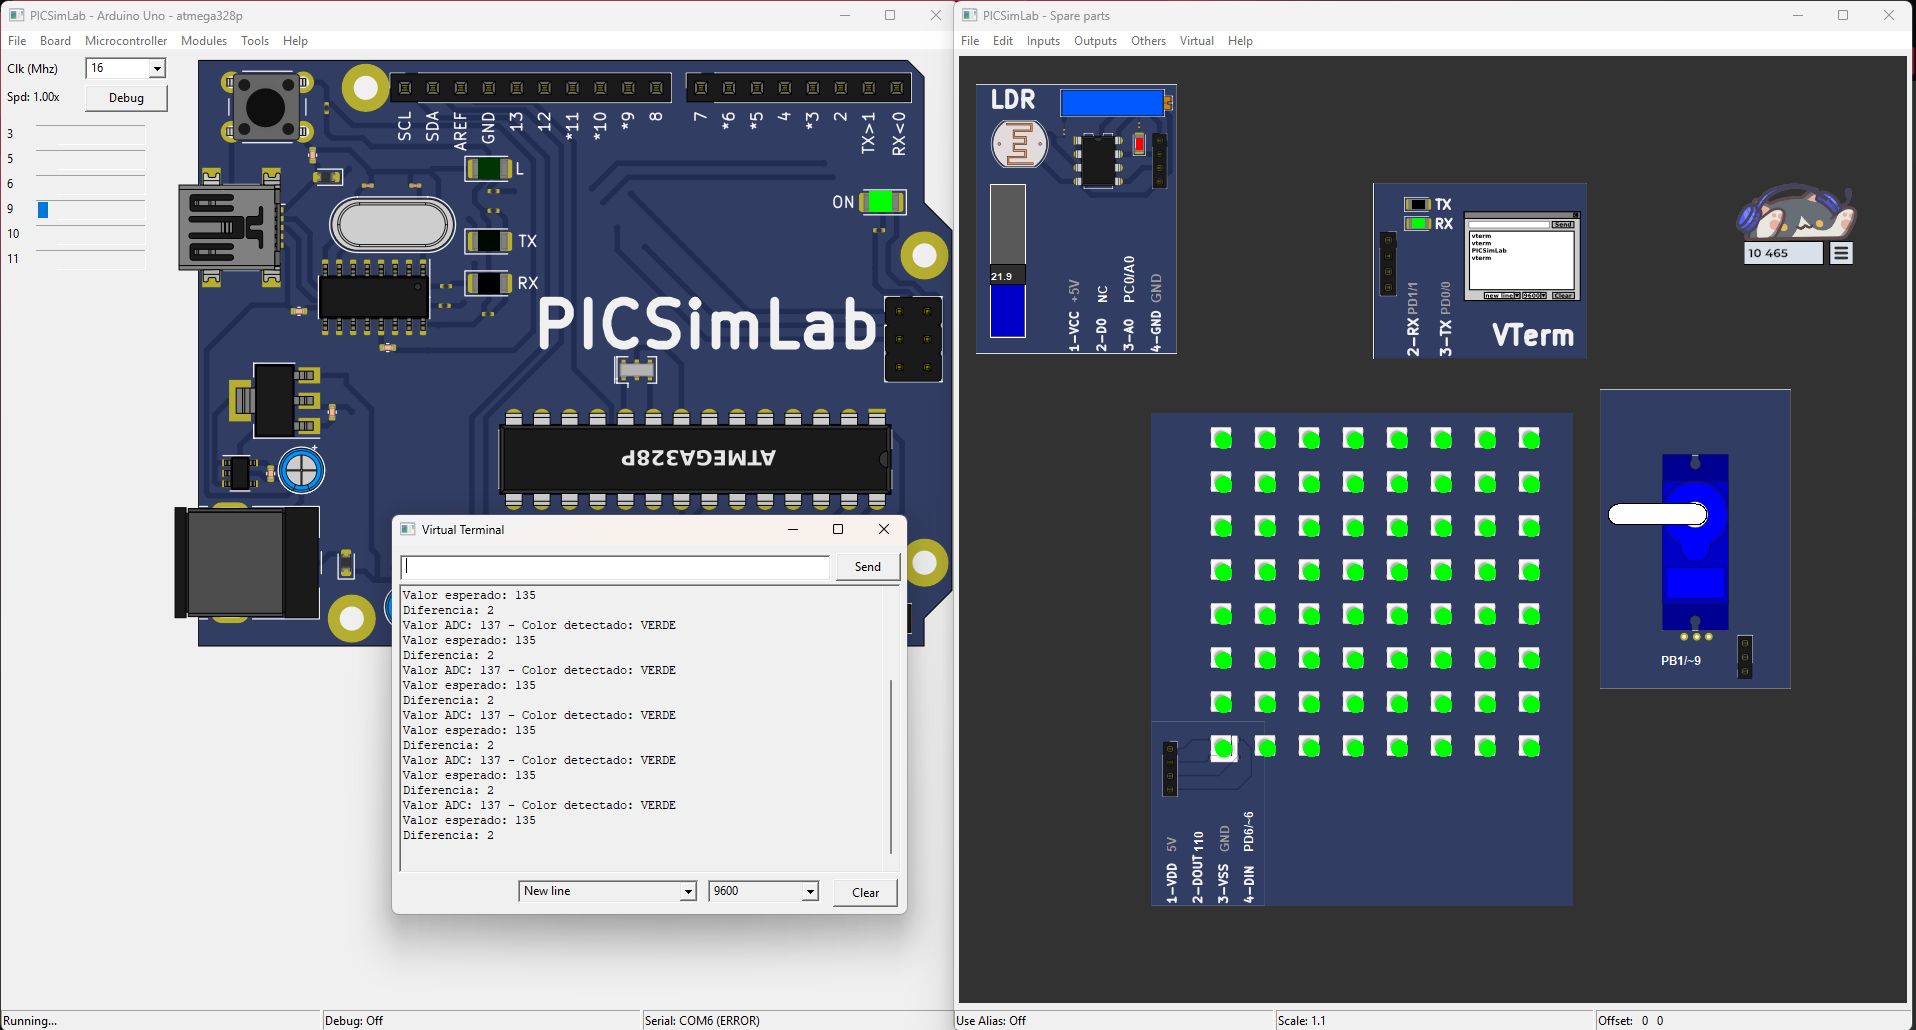 PICSimLab - Arduino Uno - atmega328p
File Board Microcontroller Modules Tools Help
Clk (Mhz) 16
Spd: 1.00x Debug
3
5
6
9
10
11
SCL SDA AREF GND 13 12 *11 *10 *9 8 7 *6 *5 4 *3 2 TX>1 RX<0
L
ON
TX
RX
PICSimLab
ATMEGA328P
Virtual Terminal
Send
Valor esperado: 135
Diferencia: 2
Valor ADC: 137 - Color detectado: VERDE
Valor esperado: 135
Diferencia: 2
Valor ADC: 137 - Color detectado: VERDE
Valor esperado: 135
Diferencia: 2
Valor ADC: 137 - Color detectado: VERDE
Valor esperado: 135
Diferencia: 2
Valor ADC: 137 - Color detectado: VERDE
Valor esperado: 135
Diferencia: 2
Valor ADC: 137 - Color detectado: VERDE
Valor esperado: 135
Diferencia: 2
New line 9600 Clear
Running... Debug: Off Serial: COM6 (ERROR)
PICSimLab - Spare parts
File Edit Inputs Outputs Others Virtual Help
LDR
21.9
1-VCC +5V
2-D0 NC
3-A0 PC0/A0
4-GND GND
TX
RX
Send
vterm
vterm
PICSimLab
vterm
new line 9600 Clear
2-RX PD1/1
3-TX PD0/0
VTerm
10 465
PB1/~9
1-VDD 5V
2-DOUT 110
3-VSS GND
4-DIN PD6/~6
Use Alias: Off Scale: 1.1 Offset: 0 0